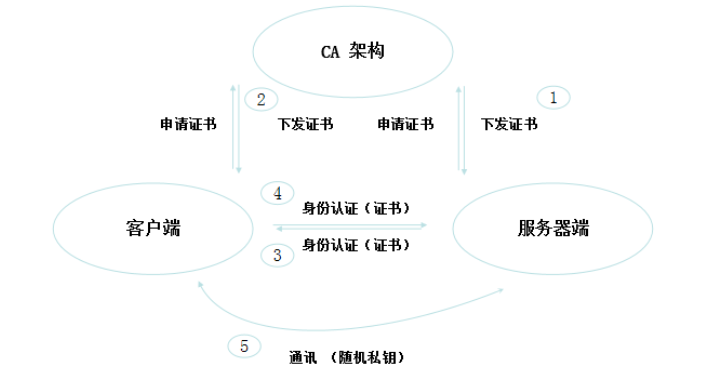 CA 架构
②
①
申请证书
下发证书
申请证书
下发证书
④
身份认证（证书）
客户端
服务器端
身份认证（证书）
③
⑤
通讯 （随机私钥）